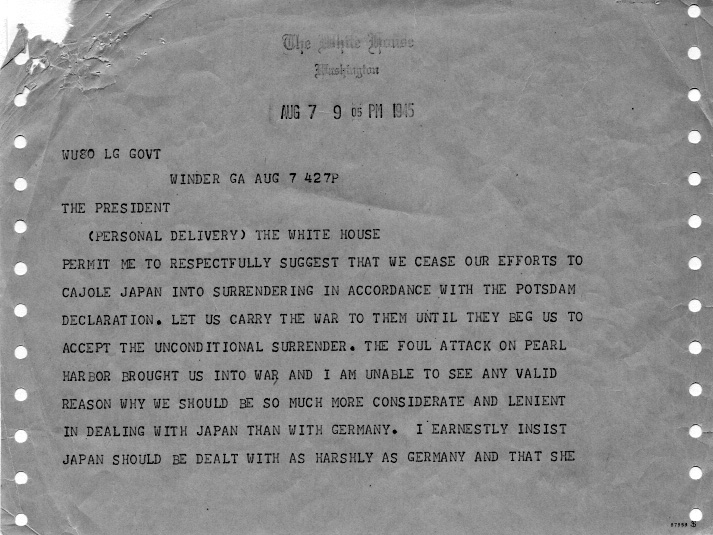 The White House
Washington
AUG 7 9 05 PM 1945
WU80 LG GOVT
WINDER GA AUG 7 427P
THE PRESIDENT
(PERSONAL DELIVERY) THE WHITE HOUSE
PERMIT ME TO RESPECTFULLY SUGGEST THAT WE CEASE OUR EFFORTS TO
CAJOLE JAPAN INTO SURRENDERING IN ACCORDANCE WITH THE POTSDAM
DECLARATION. LET US CARRY THE WAR TO THEM UNTIL THEY BEG US TO
ACCEPT THE UNCONDITIONAL SURRENDER. THE FOUL ATTACK ON PEARL
HARBOR BROUGHT US INTO WAR AND I AM UNABLE TO SEE ANY VALID
REASON WHY WE SHOULD BE SO MUCH MORE CONSIDERATE AND LENIENT
IN DEALING WITH JAPAN THAN WITH GERMANY. I EARNESTLY INSIST
JAPAN SHOULD BE DEALT WITH AS HARSHLY AS GERMANY AND THAT SHE